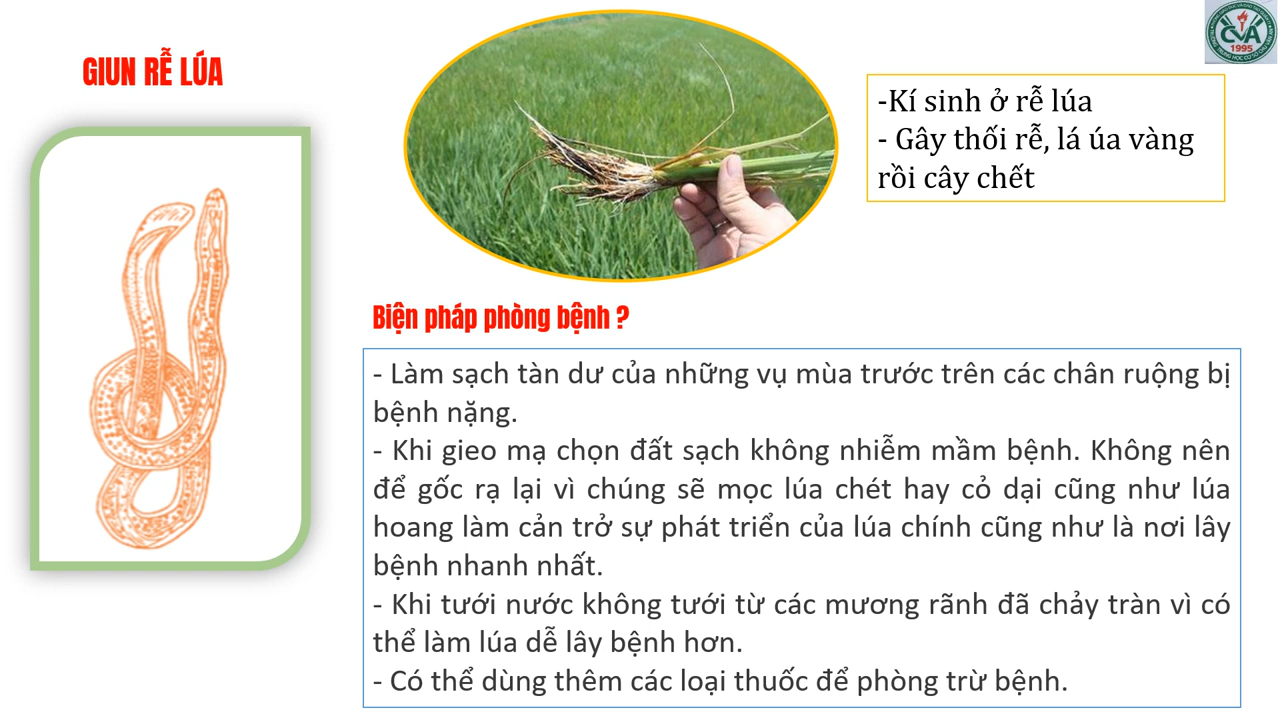 GIUN RỄ LÚA
CVA
1995
-Kí sinh ở rễ lúa
- Gây thối rễ, lá úa vàng
rồi cây chết
Biện pháp phòng bệnh ?
- Làm sạch tàn dư của những vụ mùa trước trên các chân ruộng bị
bệnh nặng.
- Khi gieo mạ chọn đất sạch không nhiễm mầm bệnh. Không nên
để gốc rạ lại vì chúng sẽ mọc lúa chét hay cỏ dại cũng như lúa
hoang làm cản trở sự phát triển của lúa chính cũng như là nơi lây
bệnh nhanh nhất.
- Khi tưới nước không tưới từ các mương rãnh đã chảy tràn vì có
thể làm lúa dễ lây bệnh hơn.
- Có thể dùng thêm các loại thuốc để phòng trừ bệnh.